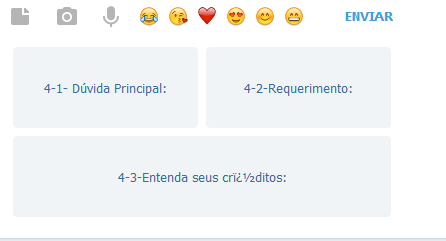 ENVIAR
4-1- Dúvida Principal:
4-2-Requerimento:
4-3-Entenda seus crï¿½ditos: